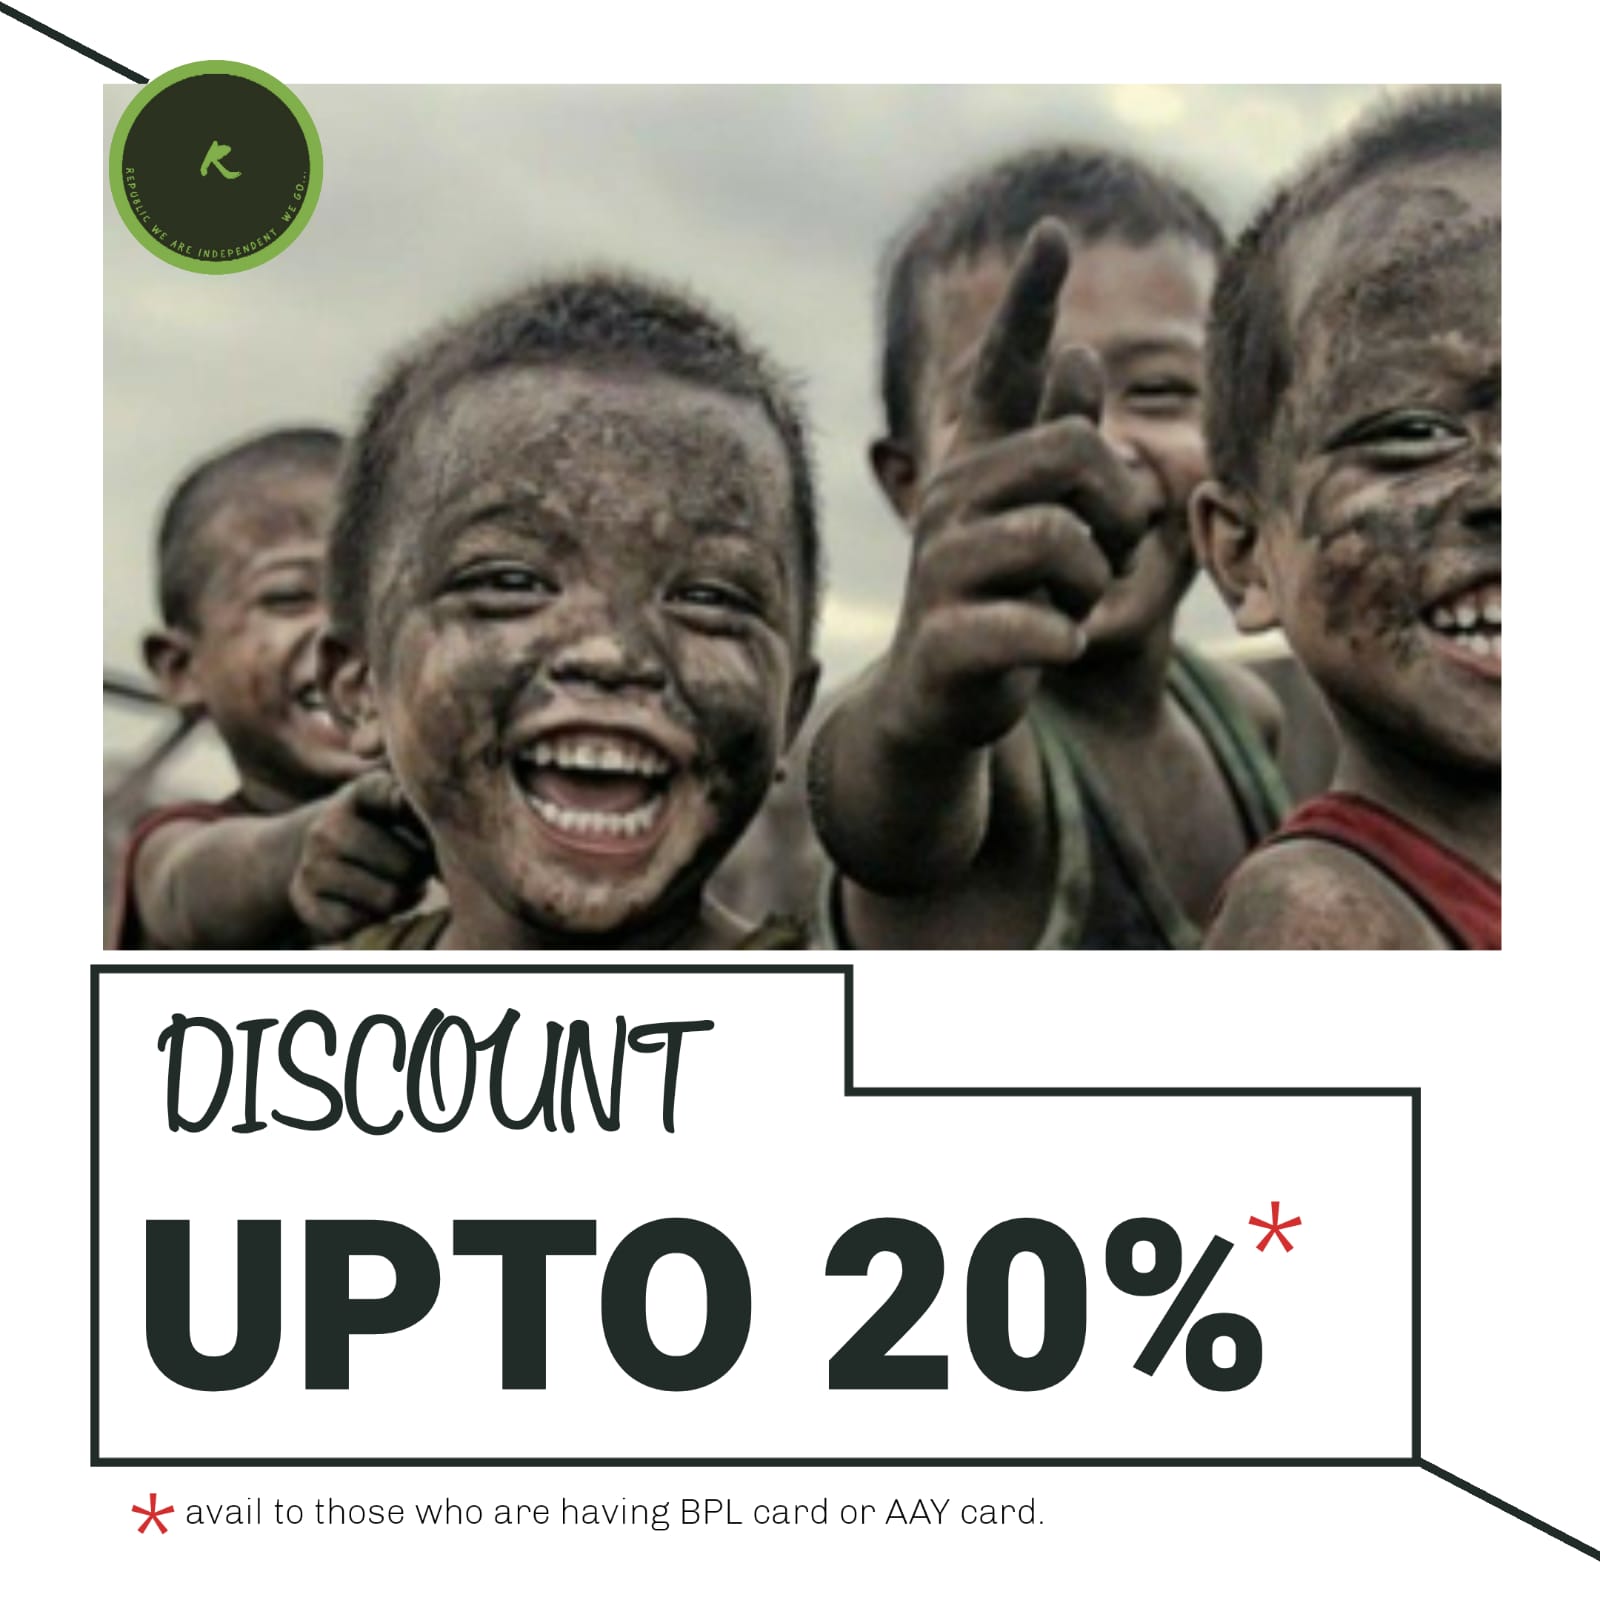 R
REPUBLIC WE ARE INDEPENDENT WE GO...
DISCOUNT
UPTO 20%*
* avail to those who are having BPL card or AAY card.